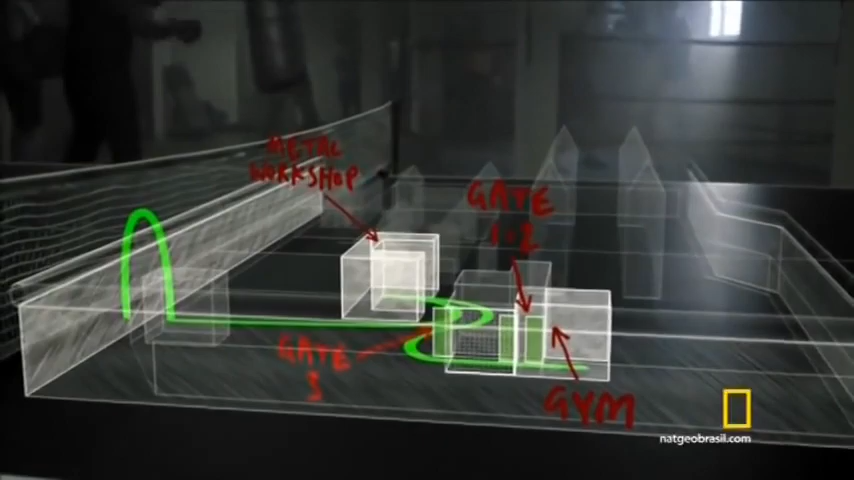 METAL
WORKSHOP
GATE
1-2
GATE
3
GYM
natgeobrasil.com